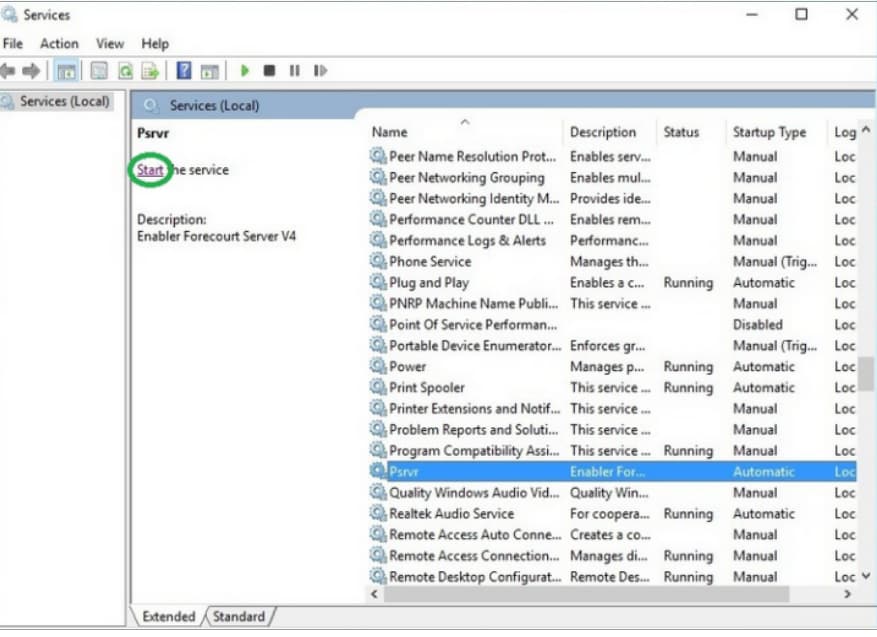 Services
File Action View Help
Services (Local)
Services (Local)
Psrvr
Start the service
Description:
Enabler Forecourt Server V4
Name Description Status Startup Type Log
Peer Name Resolution Prot... Enables serv... Manual Loc
Peer Networking Grouping Enables mul... Manual Loc
Peer Networking Identity M... Provides ide... Manual Loc
Performance Counter DLL ... Enables rem... Manual Loc
Performance Logs & Alerts Performanc... Manual Loc
Phone Service Manages th... Manual (Trig... Loc
Plug and Play Enables a c... Running Automatic Loc
PNRP Machine Name Publi... This service ... Manual Loc
Point Of Service Performan... Disabled Loc
Portable Device Enumerator... Enforces gr... Manual (Trig... Loc
Power Manages p... Running Automatic Loc
Print Spooler This service ... Running Automatic Loc
Printer Extensions and Notif... This service ... Manual Loc
Problem Reports and Soluti... This service ... Manual Loc
Program Compatibility Assi... This service ... Running Manual Loc
Psrvr Enabler For... Automatic Loc
Quality Windows Audio Vid... Quality Win... Manual Loc
Realtek Audio Service For coopera... Running Automatic Loc
Remote Access Auto Conne... Creates a co... Manual Loc
Remote Access Connection... Manages di... Running Manual Loc
Remote Desktop Configurat... Remote Des... Running Manual Loc
Extended Standard